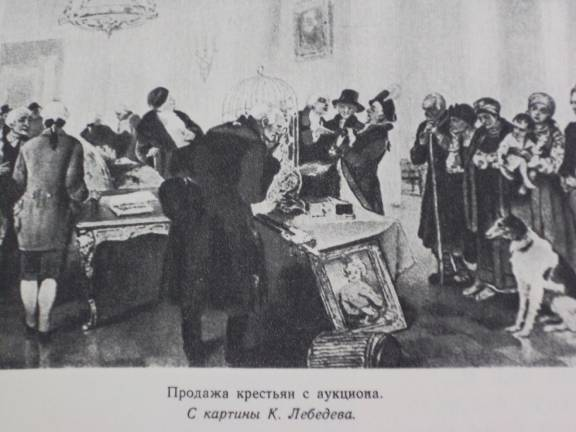 Продажа крестьян с аукциона.
С картины К. Лебедева.